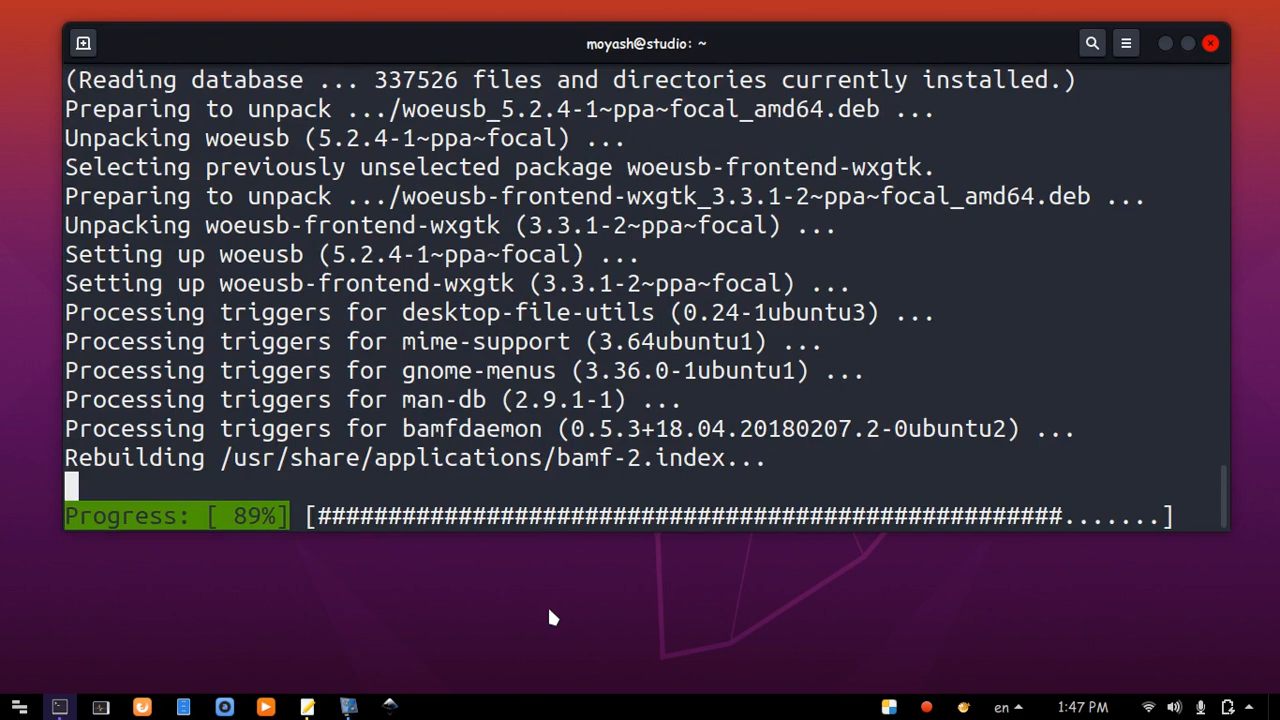 moyash@studio: ~
(Reading database ... 337526 files and directories currently installed.)
Preparing to unpack .../woeusb_5.2.4-1~ppa~focal_amd64.deb ...
Unpacking woeusb (5.2.4-1~ppa~focal) ...
Selecting previously unselected package woeusb-frontend-wxgtk.
Preparing to unpack .../woeusb-frontend-wxgtk_3.3.1-2~ppa~focal_amd64.deb ...
Unpacking woeusb-frontend-wxgtk (3.3.1-2~ppa~focal) ...
Setting up woeusb (5.2.4-1~ppa~focal) ...
Setting up woeusb-frontend-wxgtk (3.3.1-2~ppa~focal) ...
Processing triggers for desktop-file-utils (0.24-1ubuntu3) ...
Processing triggers for mime-support (3.64ubuntu1) ...
Processing triggers for gnome-menus (3.36.0-1ubuntu1) ...
Processing triggers for man-db (2.9.1-1) ...
Processing triggers for bamfdaemon (0.5.3+18.04.20180207.2-0ubuntu2) ...
Rebuilding /usr/share/applications/bamf-2.index...
Progress: [ 89%] [#####################################################.......]
en 1:47 PM